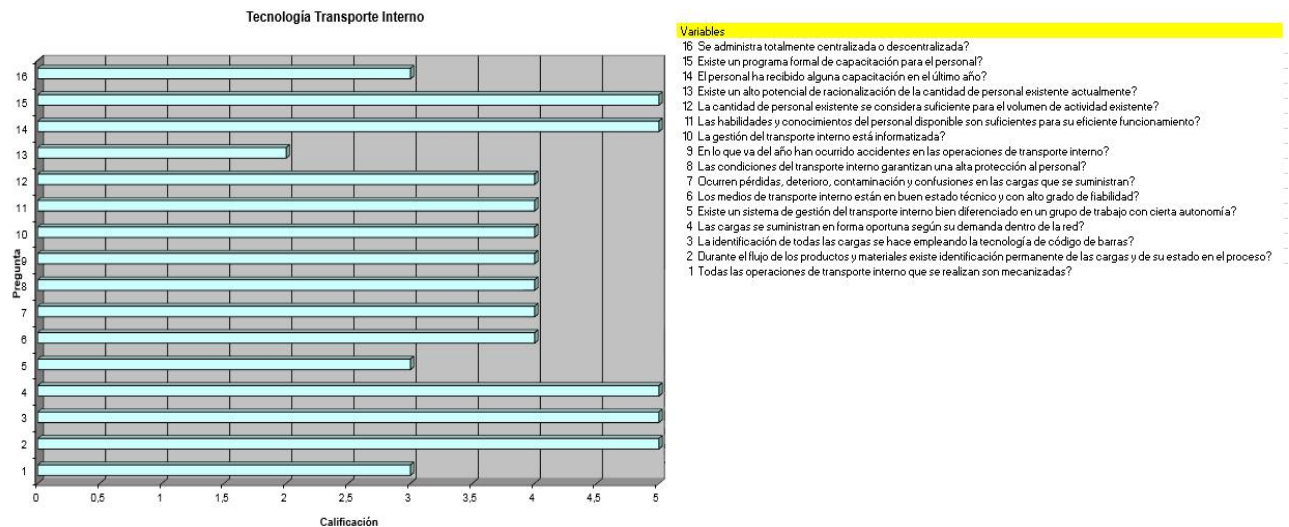 Tecnología Transporte Interno
16
15
14
13
12
11
10
9
8
7
6
5
4
3
2
1
Pregunta
0 0,5 1 1,5 2 2,5 3 3,5 4 4,5 5
Calificación
Variables
16 Se administra totalmente centralizada o descentralizada?
15 Existe un programa formal de capacitación para el personal?
14 El personal ha recibido alguna capacitación en el último año?
13 Existe un alto potencial de racionalización de la cantidad de personal existente actualmente?
12 La cantidad de personal existente se considera suficiente para el volumen de actividad existente?
11 Las habilidades y conocimientos del personal disponible son suficientes para su eficiente funcionamiento?
10 La gestión del transporte interno está informatizada?
9 En lo que va del año han ocurrido accidentes en las operaciones de transporte interno?
8 Las condiciones del transporte interno garantizan una alta protección al personal?
7 Ocurren pérdidas, deterioro, contaminación y confusiones en las cargas que se suministran?
6 Los medios de transporte interno están en buen estado técnico y con alto grado de fiabilidad?
5 Existe un sistema de gestión del transporte interno bien diferenciado en un grupo de trabajo con cierta autonomía?
4 Las cargas se suministran en forma oportuna según su demanda dentro de la red?
3 La identificación de todas las cargas se hace empleando la tecnología de código de barras?
2 Durante el flujo de los productos y materiales existe identificación permanente de las cargas y de su estado en el proceso?
1 Todas las operaciones de transporte interno que se realizan son mecanizadas?